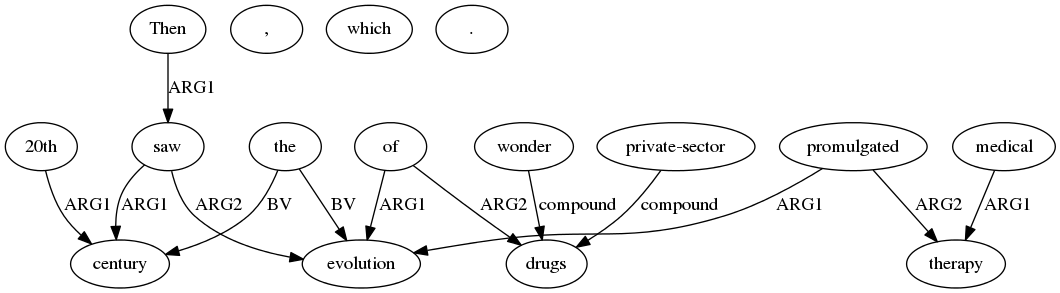 Then , which .
ARG1
20th saw the of wonder private-sector promulgated medical
ARG1 ARG1 ARG2 BV BV ARG1 ARG2 compound compound ARG1 ARG2 ARG1
century evolution drugs therapy